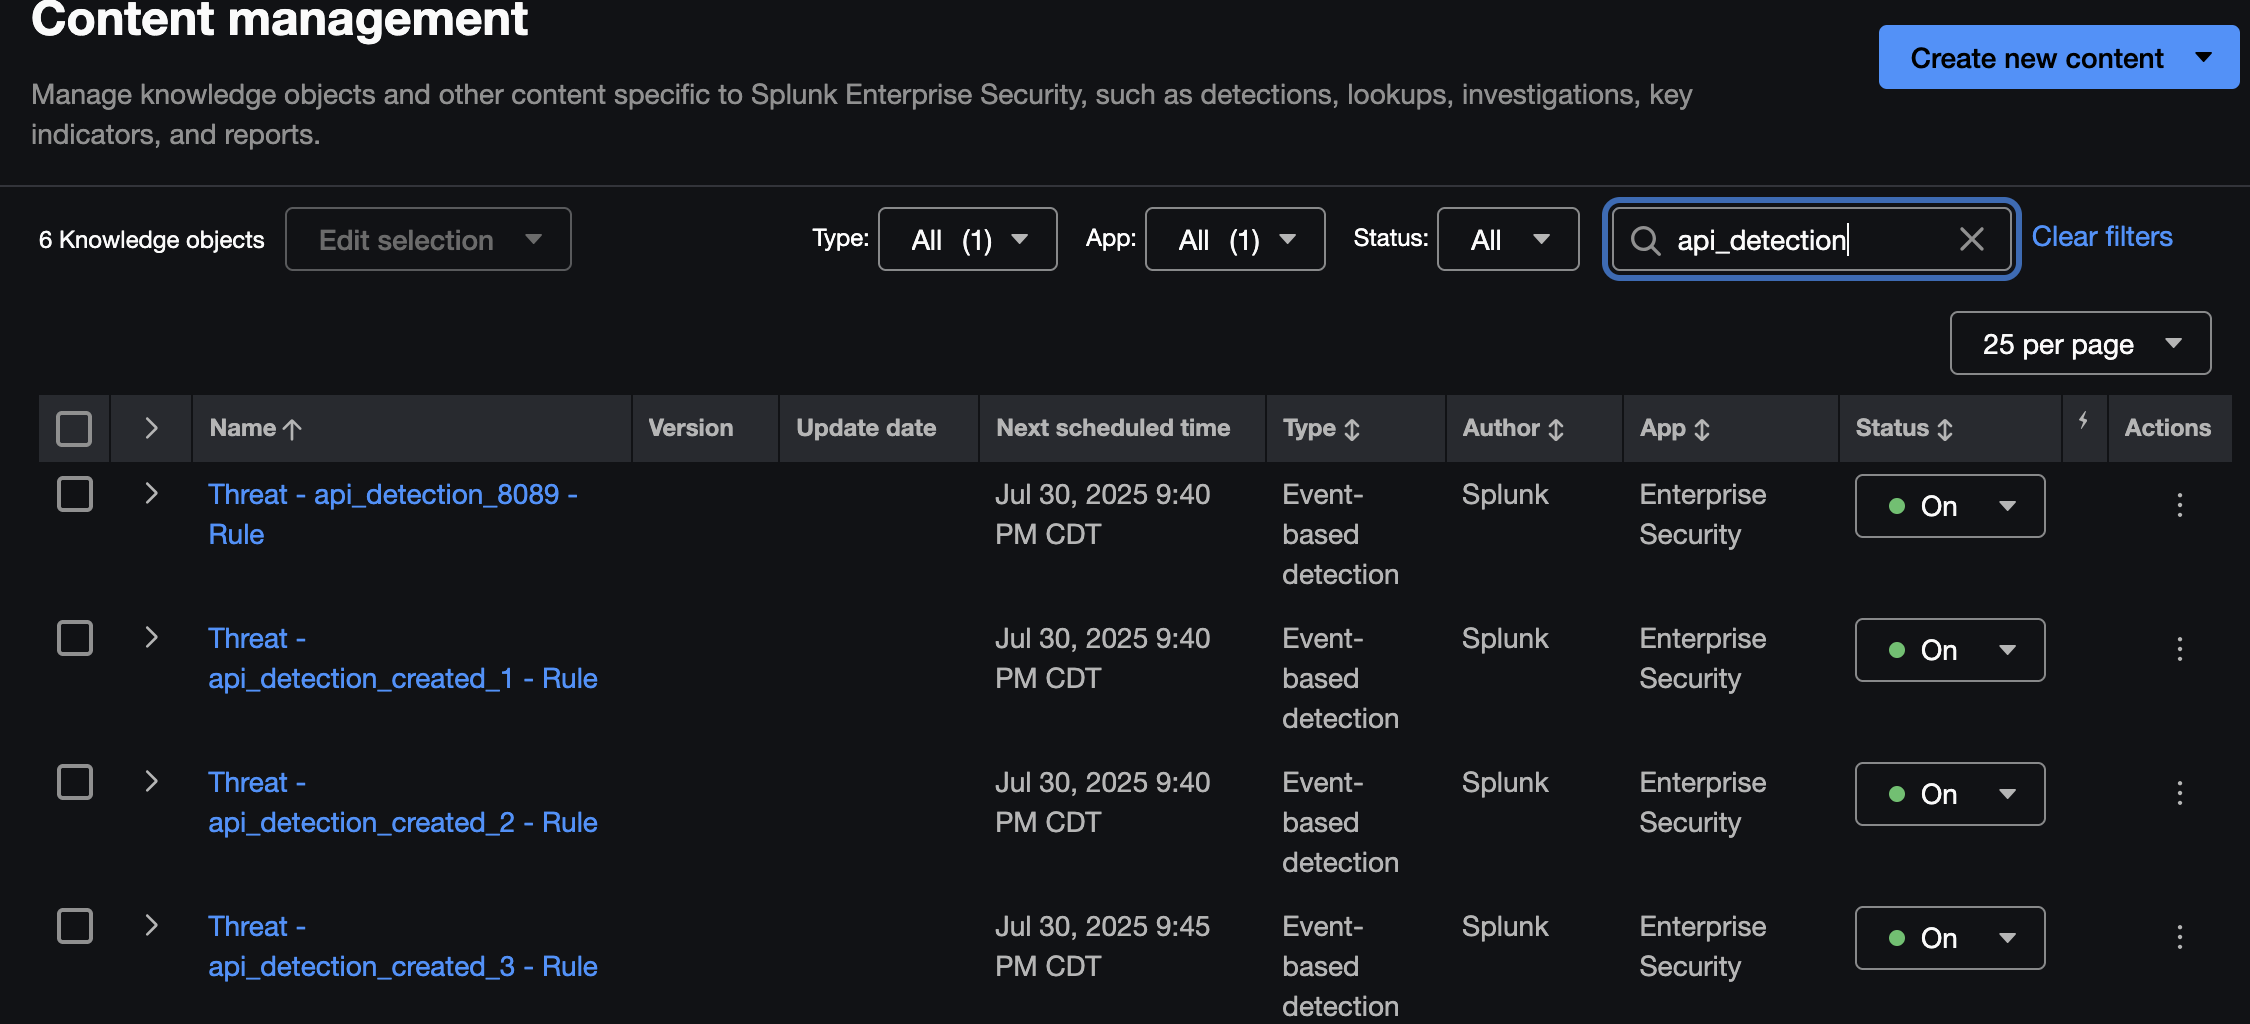 Content management
Create new content
Manage knowledge objects and other content specific to Splunk Enterprise Security, such as detections, lookups, investigations, key
indicators, and reports.
6 Knowledge objects
Edit selection
Type: All (1)
App: All (1)
Status: All
api_detection
Clear filters
25 per page
Name Version Update date Next scheduled time Type Author App Status Actions
Threat - api_detection_8089 - Jul 30, 2025 9:40 Event- Splunk Enterprise On
Rule PM CDT based Security
detection
Threat - Jul 30, 2025 9:40 Event- Splunk Enterprise On
api_detection_created_1 - Rule PM CDT based Security
detection
Threat - Jul 30, 2025 9:40 Event- Splunk Enterprise On
api_detection_created_2 - Rule PM CDT based Security
detection
Threat - Jul 30, 2025 9:45 Event- Splunk Enterprise On
api_detection_created_3 - Rule PM CDT based Security
detection